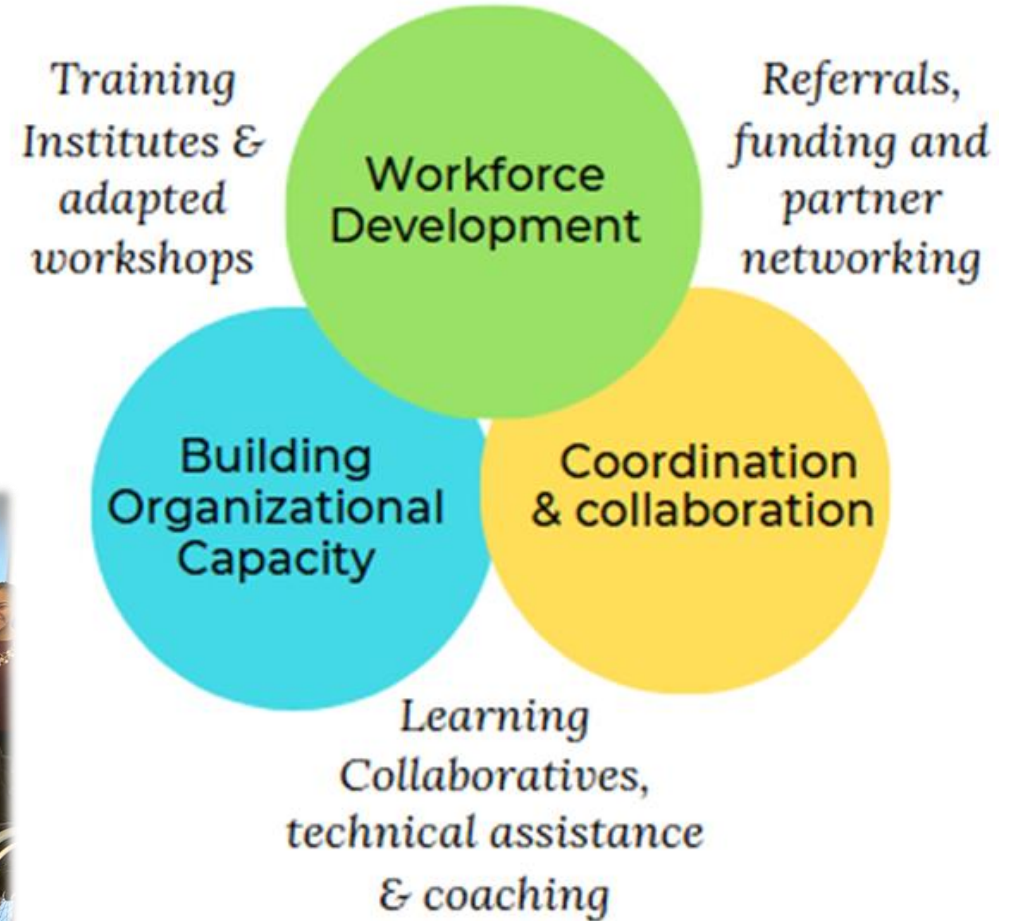 Training
Institutes &
adapted
workshops
Workforce
Development
Referrals,
funding and
partner
networking
Building
Organizational
Capacity
Coordination
& collaboration
Learning
Collaboratives,
technical assistance
& coaching